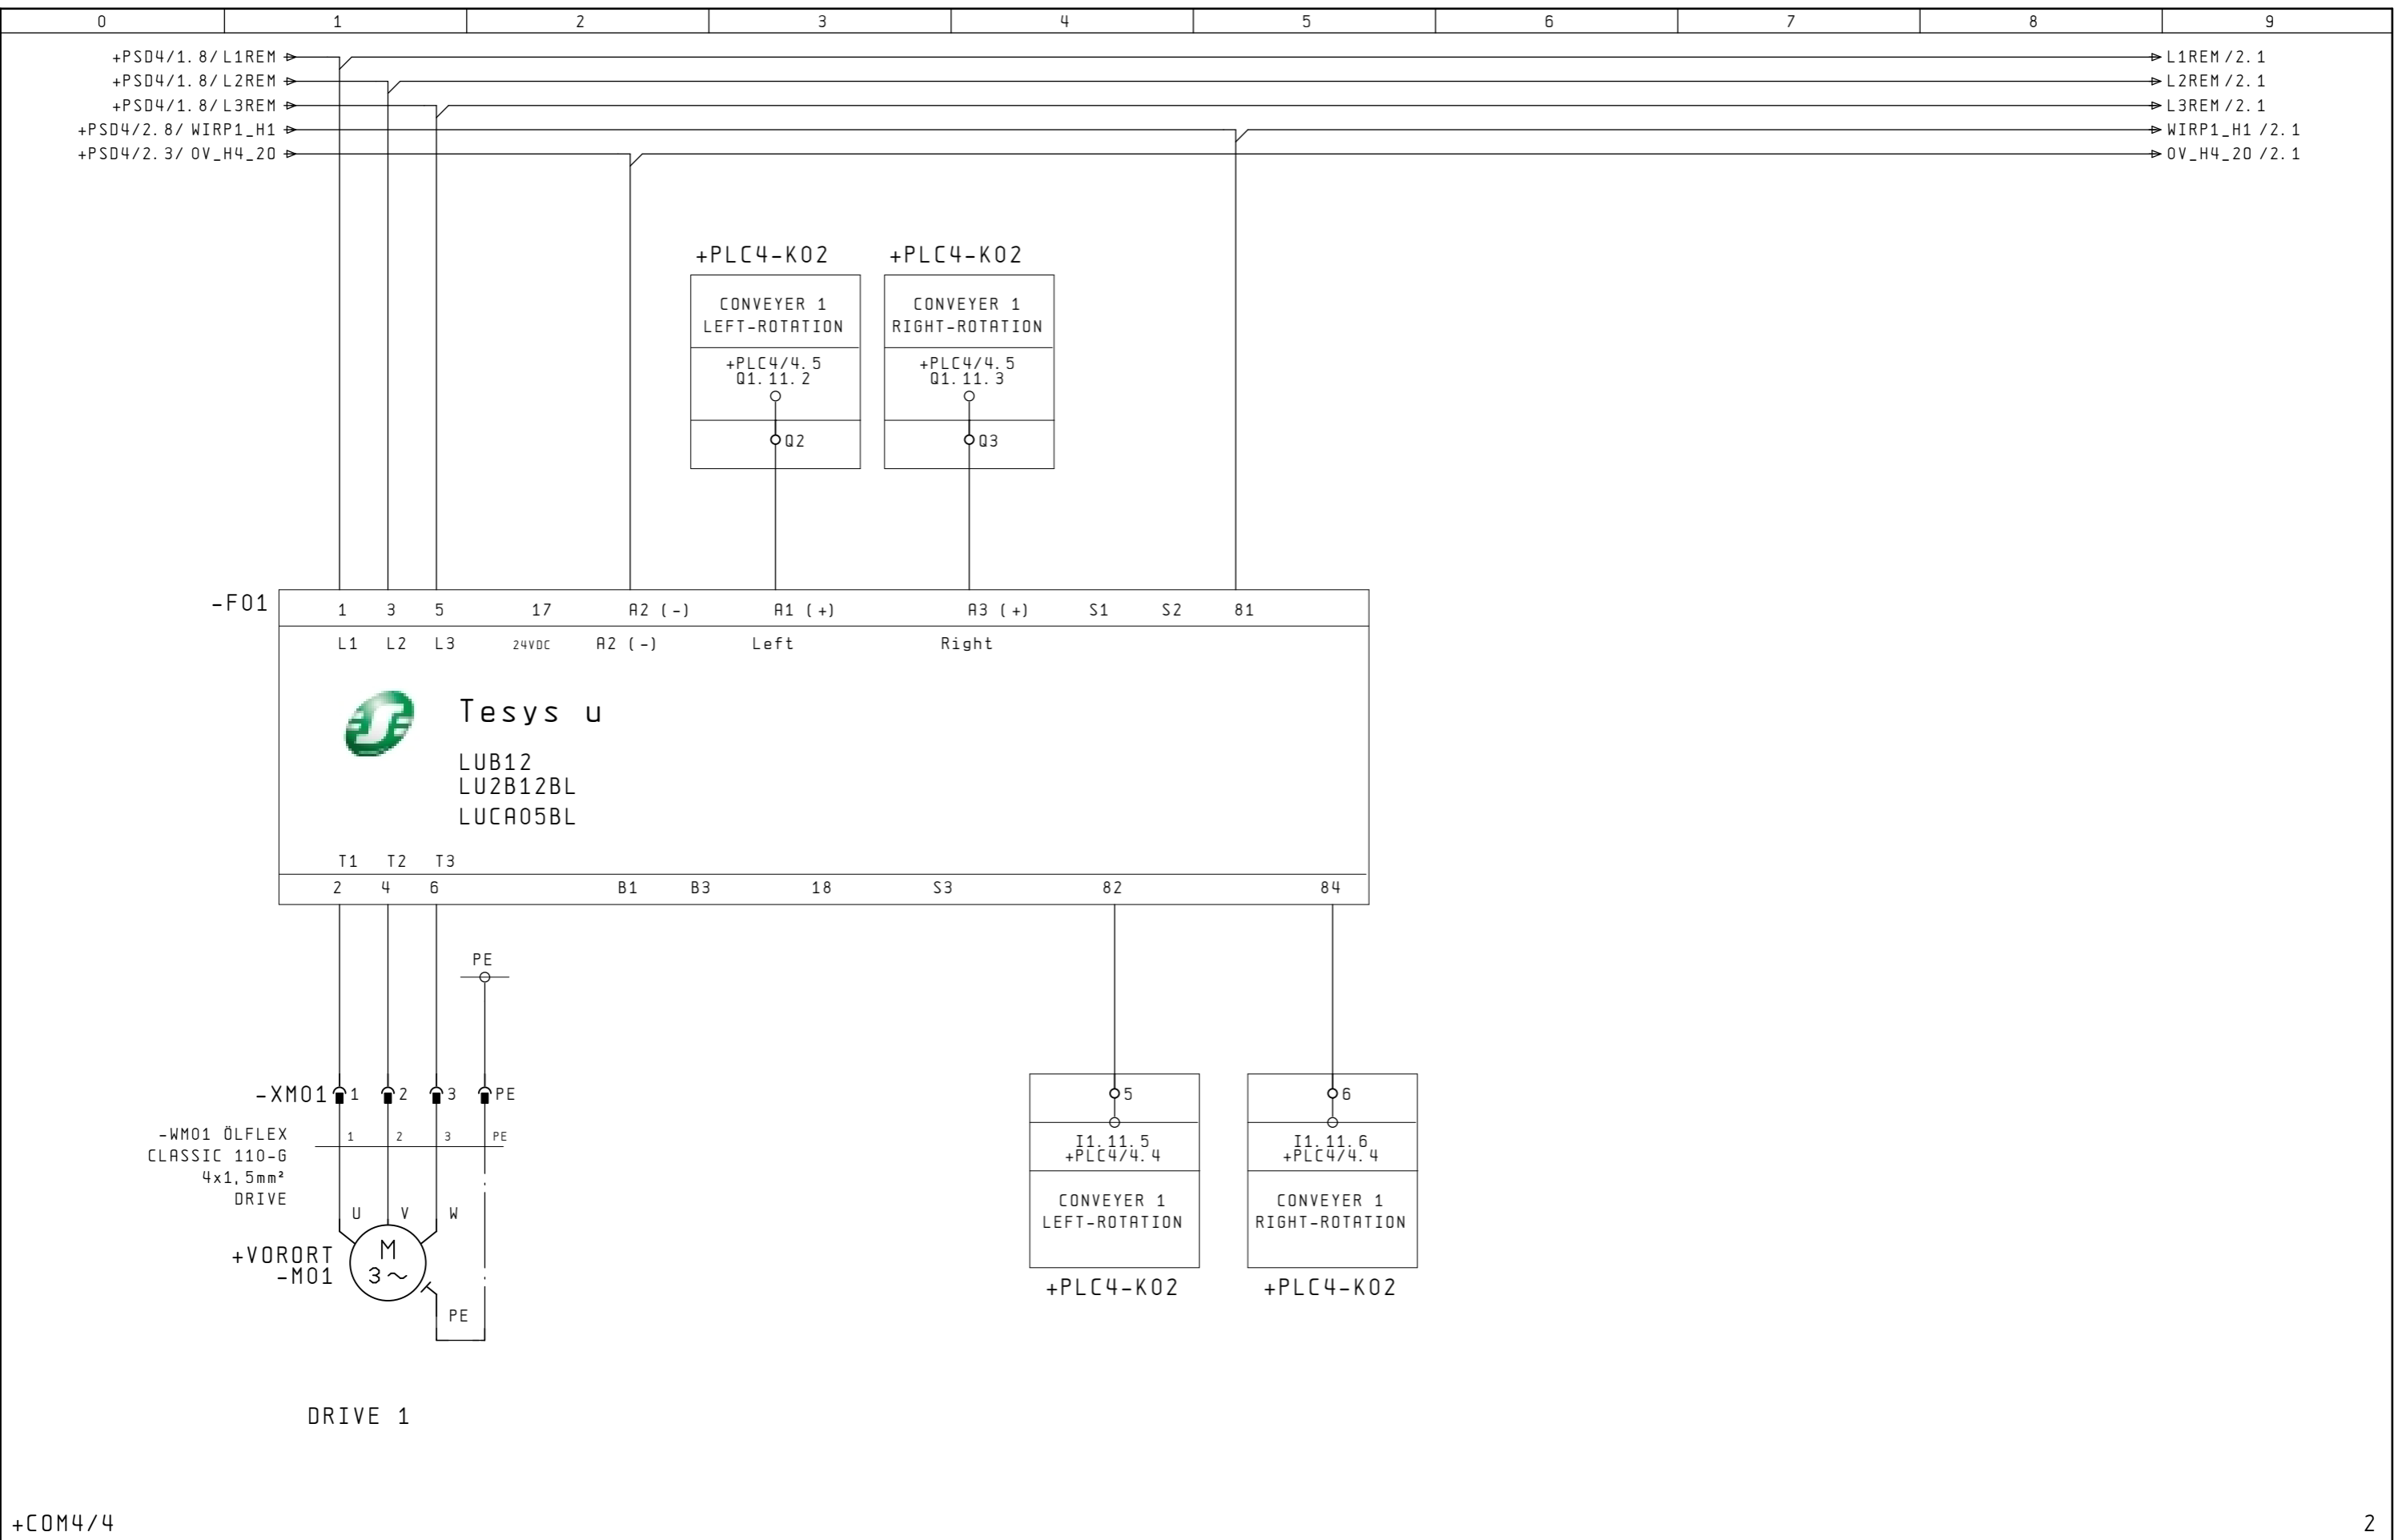 0 1 2 3 4 5 6 7 8 9
+PSD4/1.8/L1REM L1REM/2.1
+PSD4/1.8/L2REM L2REM/2.1
+PSD4/1.8/L3REM L3REM/2.1
+PSD4/2.8/WIRP1_H1 WIRP1_H1/2.1
+PSD4/2.3/0V_H4_20 0V_H4_20/2.1
+PLC4-K02 +PLC4-K02
CONVEYER 1 CONVEYER 1
LEFT-ROTATION RIGHT-ROTATION
+PLC4/4.5 +PLC4/4.5
Q1.11.2 Q1.11.3
Q2 Q3
-F01
1 3 5 17 A2 (-) A1 (+) A3 (+) S1 S2 81
L1 L2 L3 24VDC A2 (-) Left Right
Tesys u
LUB12
LU2B12BL
LUCA05BL
T1 T2 T3
2 4 6 B1 B3 18 S3 82 84
PE
-XM01 1 2 3 PE 5 6
-WM01 ÖLFLEX 1 2 3 PE
CLASSIC 110-G
4x1,5mm²
DRIVE
I1.11.5 I1.11.6
+PLC4/4.4 +PLC4/4.4
CONVEYER 1 CONVEYER 1
LEFT-ROTATION RIGHT-ROTATION
U V W
+VORORT
-M01
M
3~
+PLC4-K02 +PLC4-K02
PE
DRIVE 1
+COM4/4 2